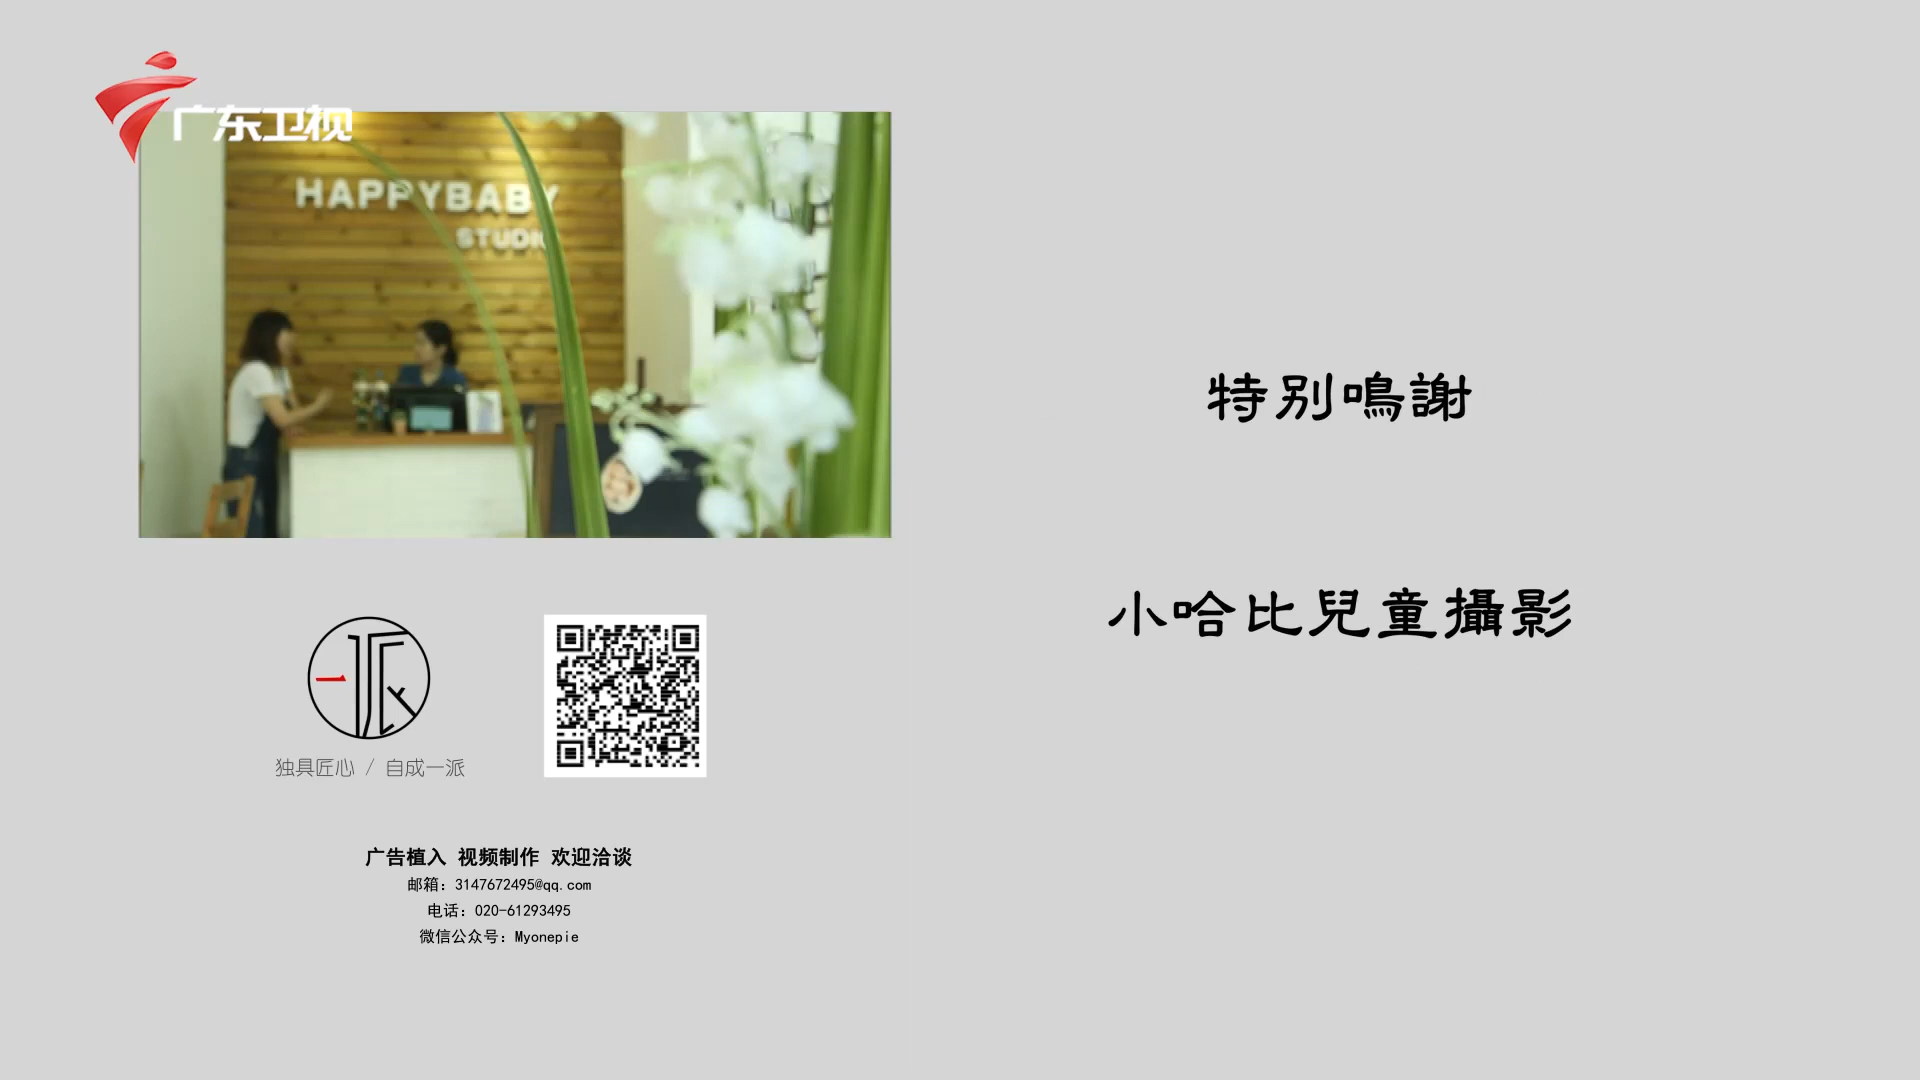 广东卫视
HAPPYBABY
STUDIO
特别鳴謝
小哈比兒童攝影
一派
独具匠心 / 自成一派
广告植入 视频制作 欢迎洽谈
邮箱：3147672495@qq.com
电话：020-61293495
微信公众号：Myonepie